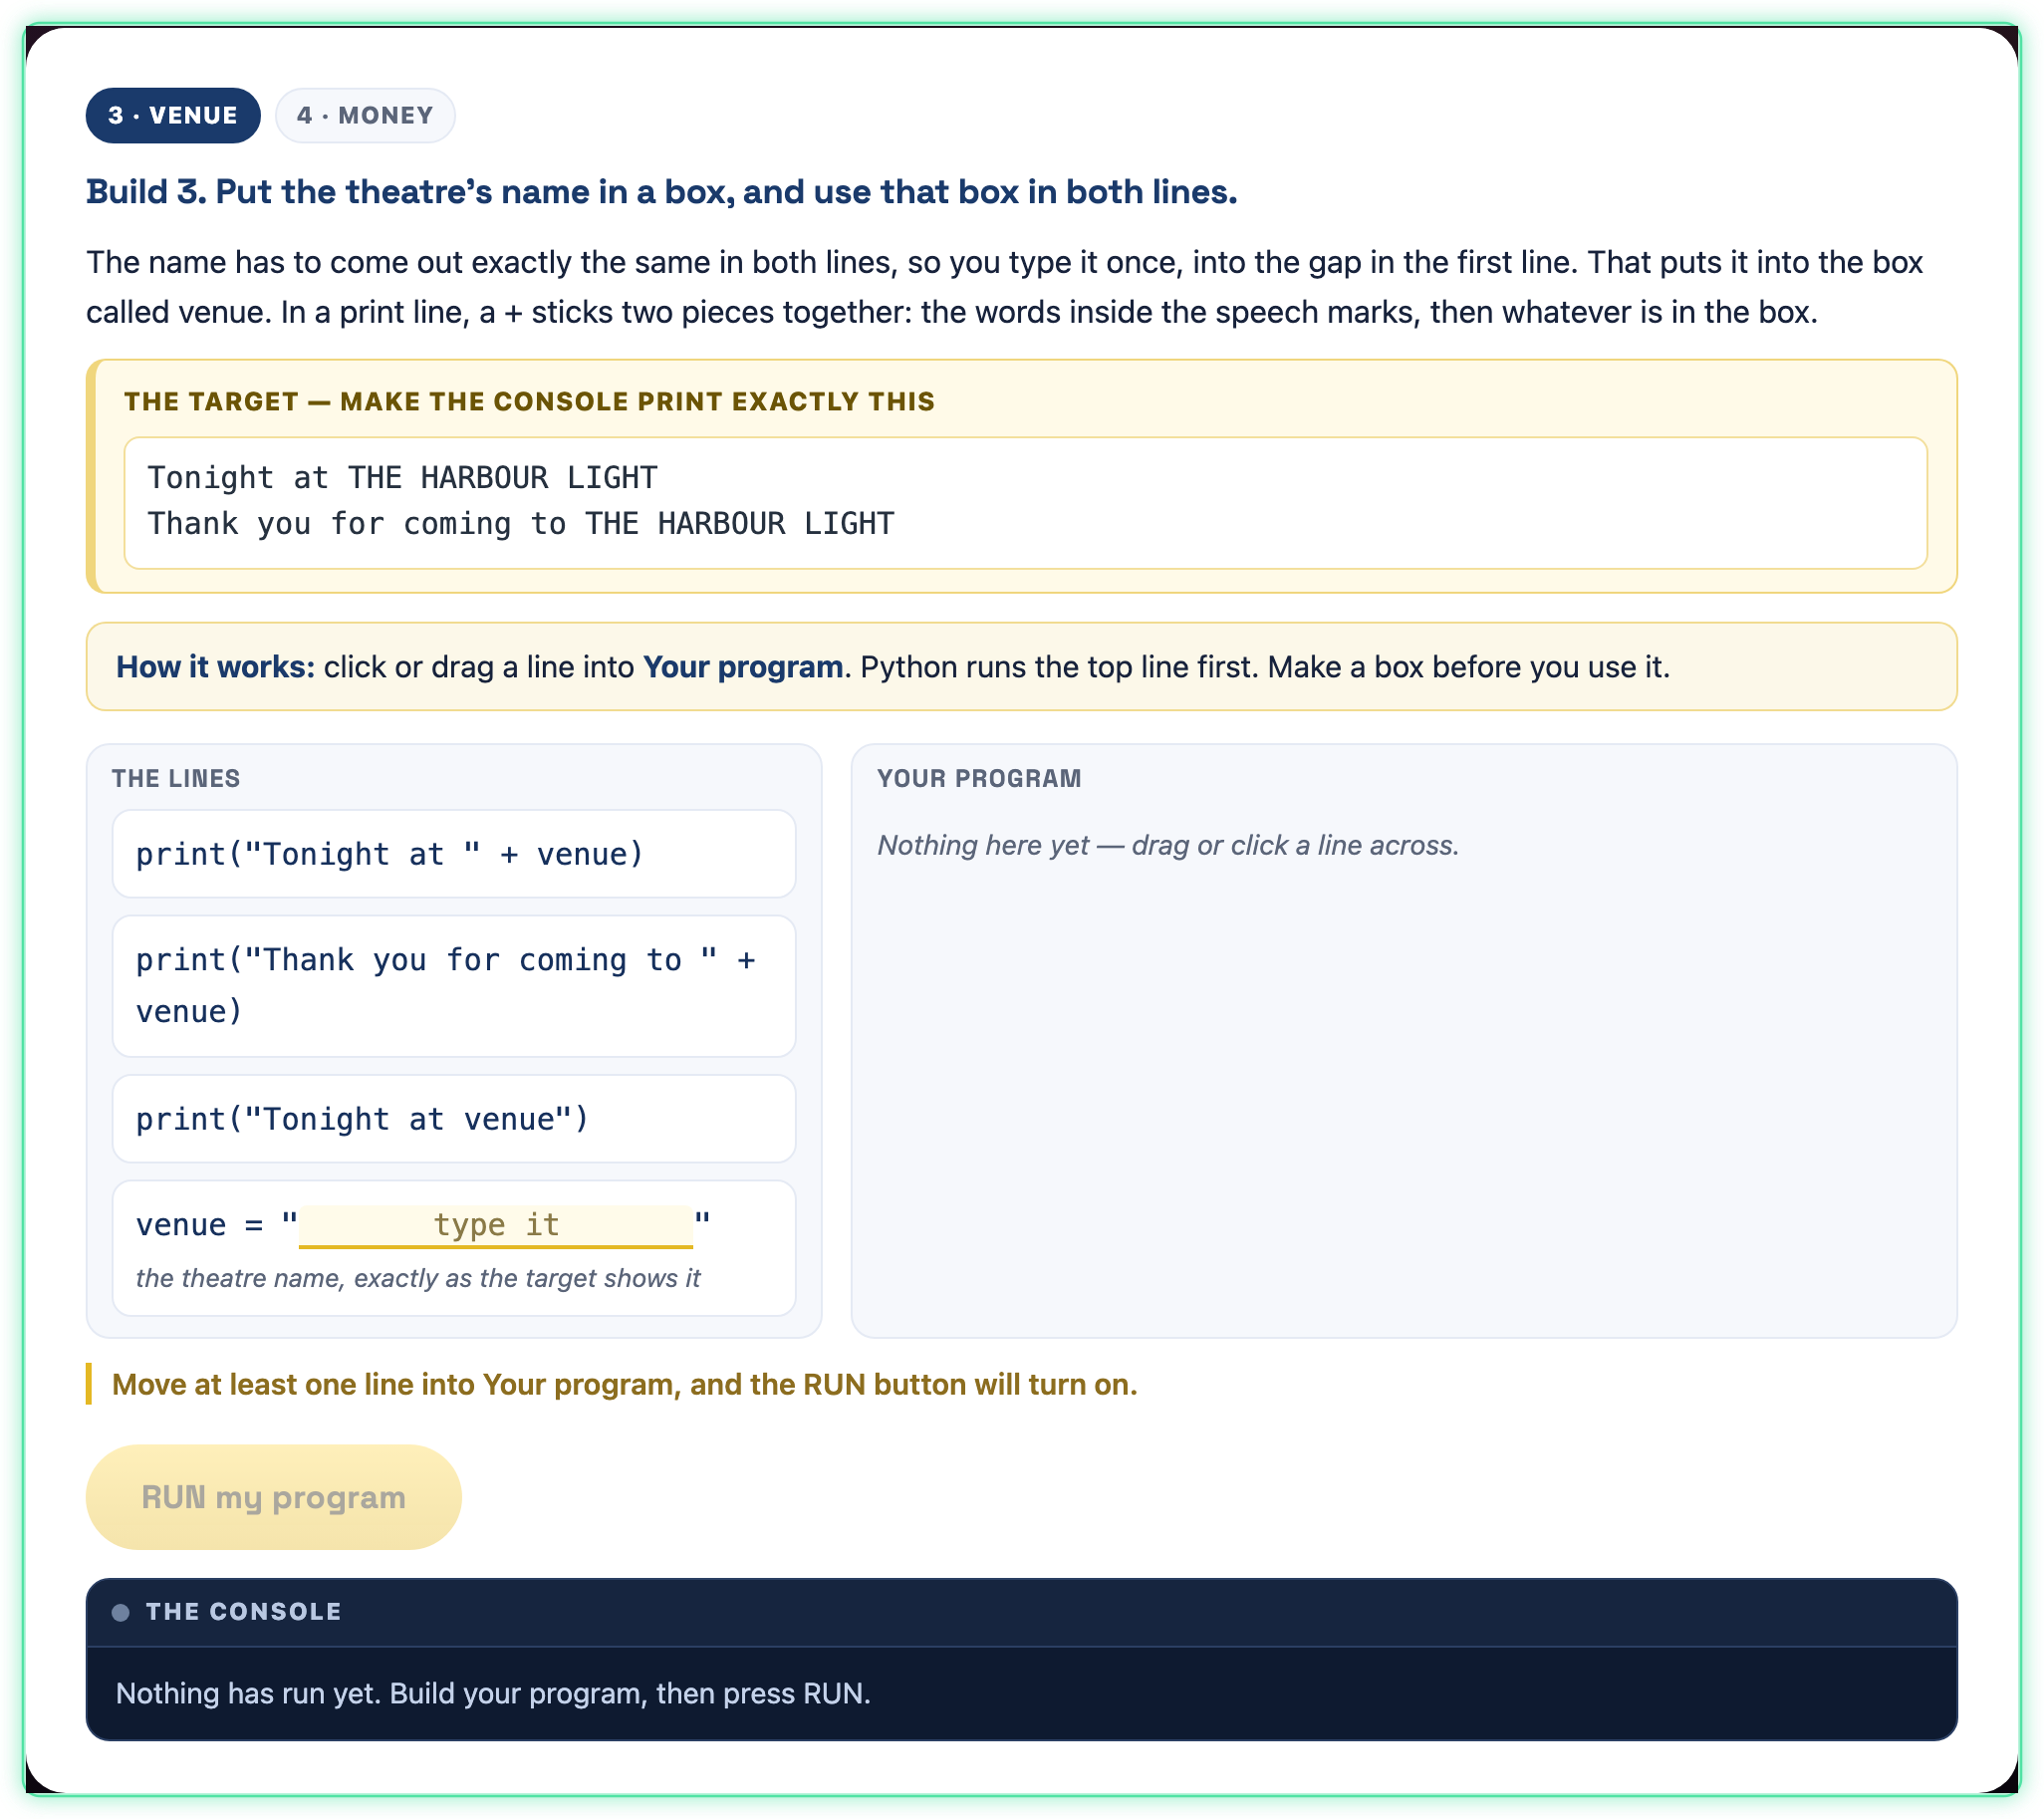 3 · VENUE
4 · MONEY
Build 3. Put the theatre’s name in a box, and use that box in both lines.
The name has to come out exactly the same in both lines, so you type it once, into the gap in the first line. That puts it into the box
called venue. In a print line, a + sticks two pieces together: the words inside the speech marks, then whatever is in the box.
THE TARGET — MAKE THE CONSOLE PRINT EXACTLY THIS
Tonight at THE HARBOUR LIGHT
Thank you for coming to THE HARBOUR LIGHT
How it works: click or drag a line into Your program. Python runs the top line first. Make a box before you use it.
THE LINES
print("Tonight at " + venue)
print("Thank you for coming to " +
venue)
print("Tonight at venue")
venue = "type it"
the theatre name, exactly as the target shows it
YOUR PROGRAM
Nothing here yet — drag or click a line across.
Move at least one line into Your program, and the RUN button will turn on.
RUN my program
THE CONSOLE
Nothing has run yet. Build your program, then press RUN.